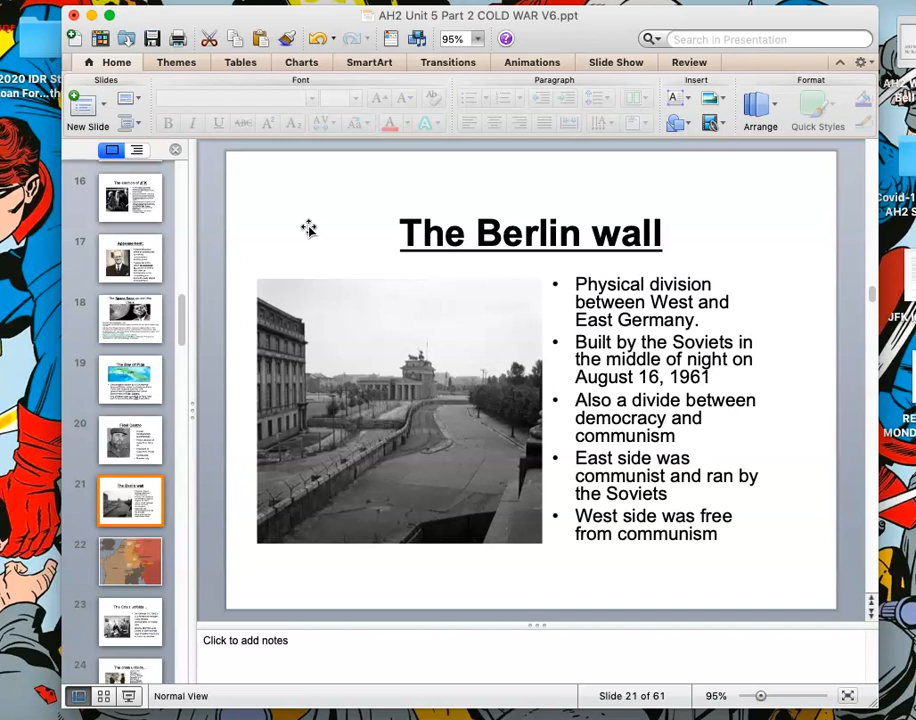 AH2 Unit 5 Part 2 COLD WAR V6.ppt
95%
Search in Presentation
Home Themes Tables Charts SmartArt Transitions Animations Slide Show Review
Slides Font Paragraph Insert Format
New Slide
Arrange
Quick Styles
2020 IDR St
oan For...th
Covid-1
AH2 S
JFK
RE
MOND
16
17
18
19
20
21
22
23
24
The Berlin wall
• Physical division
between West and
East Germany.
• Built by the Soviets in
the middle of night on
August 16, 1961
• Also a divide between
democracy and
communism
• East side was
communist and ran by
the Soviets
• West side was free
from communism
Click to add notes
Normal View
Slide 21 of 61
95%